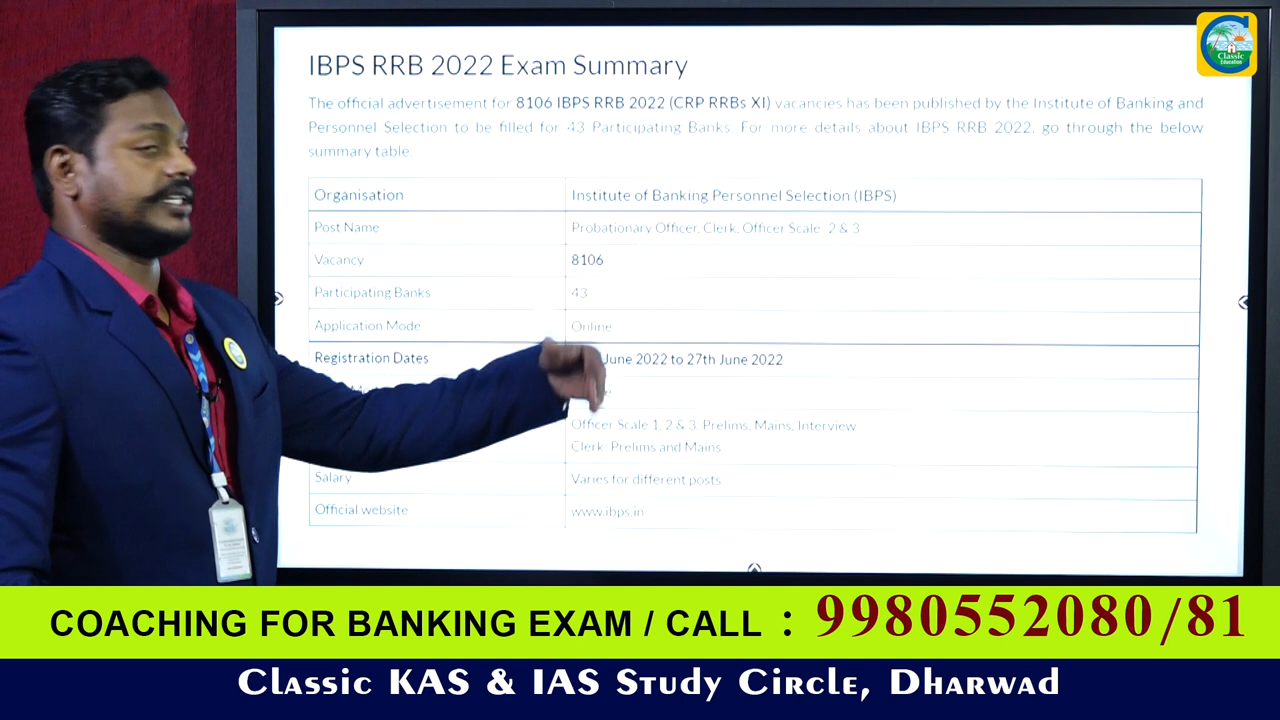 IBPS RRB 2022 Exam Summary
The official advertisement for 8106 IBPS RRB 2022 (CRP RRBs XI) vacancies has been published by the Institute of Banking and
Personnel Selection to be filled for 43 Participating Banks. For more details about IBPS RRB 2022, go through the below
summary table.
Organisation Institute of Banking Personnel Selection (IBPS)
Post Name Probationary Officer, Clerk, Officer Scale 2 & 3
Vacancy 8106
Participating Banks 43
Application Mode Online
Registration Dates June 2022 to 27th June 2022
Officer Scale 1, 2 & 3: Prelims, Mains, Interview
Clerk: Prelims and Mains
Salary Varies for different posts
Official website www.ibps.in
Classic
Education
COACHING FOR BANKING EXAM / CALL : 9980552080/81
Classic KAS & IAS Study Circle, Dharwad